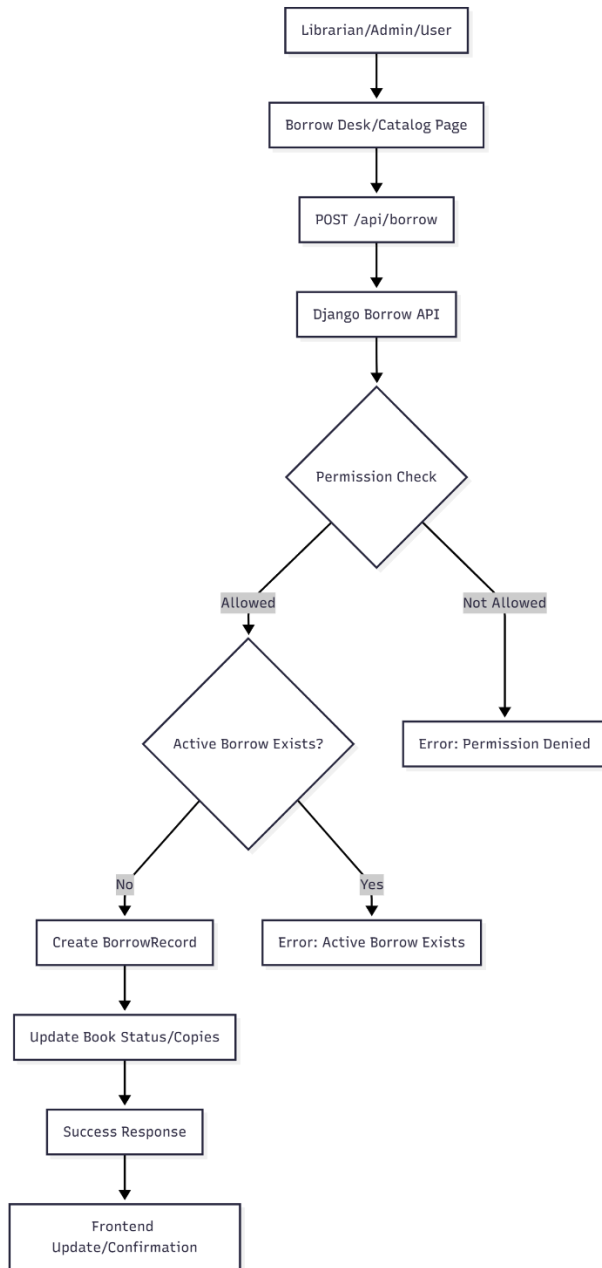 Librarian/Admin/User
Borrow Desk/Catalog Page
POST /api/borrow
Django Borrow API
Permission Check
Allowed
Not Allowed
Active Borrow Exists?
Error: Permission Denied
No
Yes
Create BorrowRecord
Error: Active Borrow Exists
Update Book Status/Copies
Success Response
Frontend
Update/Confirmation